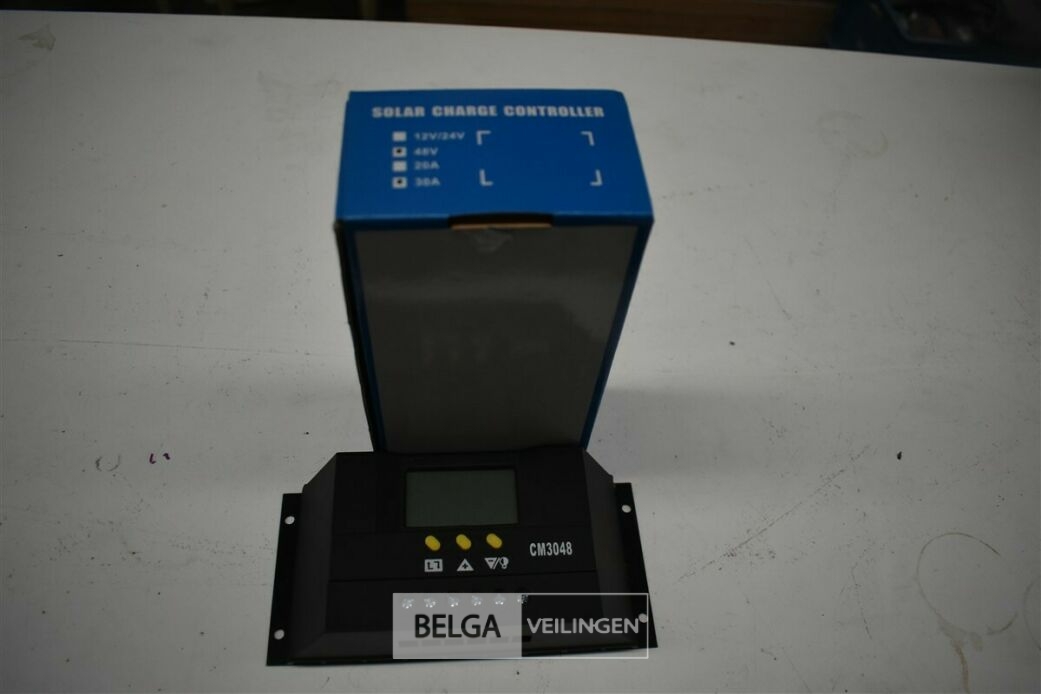 SOLAR CHARGE CONTROLLER
12V/24V
48V
20A
30A
CM3048
BELGA VEILINGEN